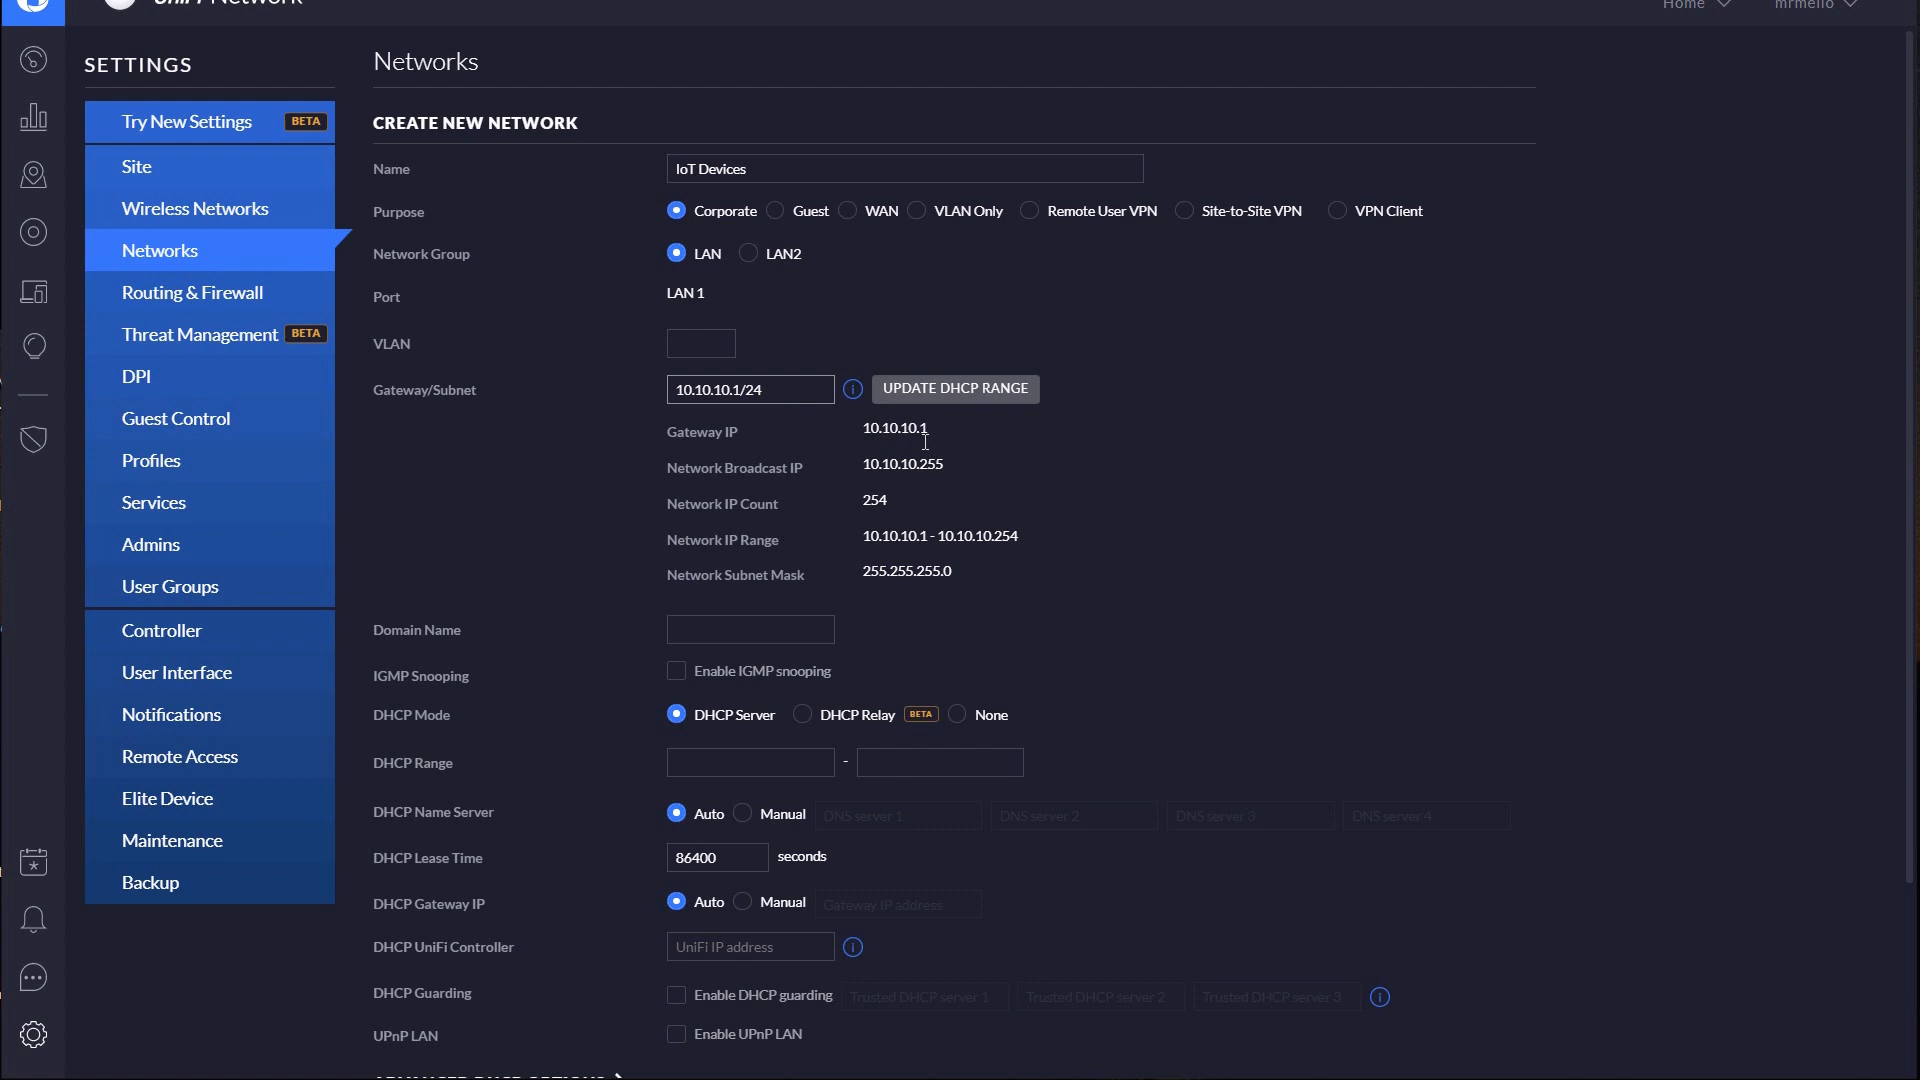 UniFi Network
Home
mrmello
SETTINGS
Try New Settings BETA
Site
Wireless Networks
Networks
Routing & Firewall
Threat Management BETA
DPI
Guest Control
Profiles
Services
Admins
User Groups
Controller
User Interface
Notifications
Remote Access
Elite Device
Maintenance
Backup
Networks
CREATE NEW NETWORK
Name IoT Devices
Purpose Corporate Guest WAN VLAN Only Remote User VPN Site-to-Site VPN VPN Client
Network Group LAN LAN2
Port LAN 1
VLAN
Gateway/Subnet 10.10.10.1/24 UPDATE DHCP RANGE
Gateway IP 10.10.10.1
Network Broadcast IP 10.10.10.255
Network IP Count 254
Network IP Range 10.10.10.1 - 10.10.10.254
Network Subnet Mask 255.255.255.0
Domain Name
IGMP Snooping Enable IGMP snooping
DHCP Mode DHCP Server DHCP Relay BETA None
DHCP Range -
DHCP Name Server Auto Manual DNS server 1 DNS server 2 DNS server 3 DNS server 4
DHCP Lease Time 86400 seconds
DHCP Gateway IP Auto Manual Gateway IP address
DHCP UniFi Controller UniFi IP address
DHCP Guarding Enable DHCP guarding Trusted DHCP server 1 Trusted DHCP server 2 Trusted DHCP server 3
UPnP LAN Enable UPnP LAN
ADVANCED DHCP OPTIONS